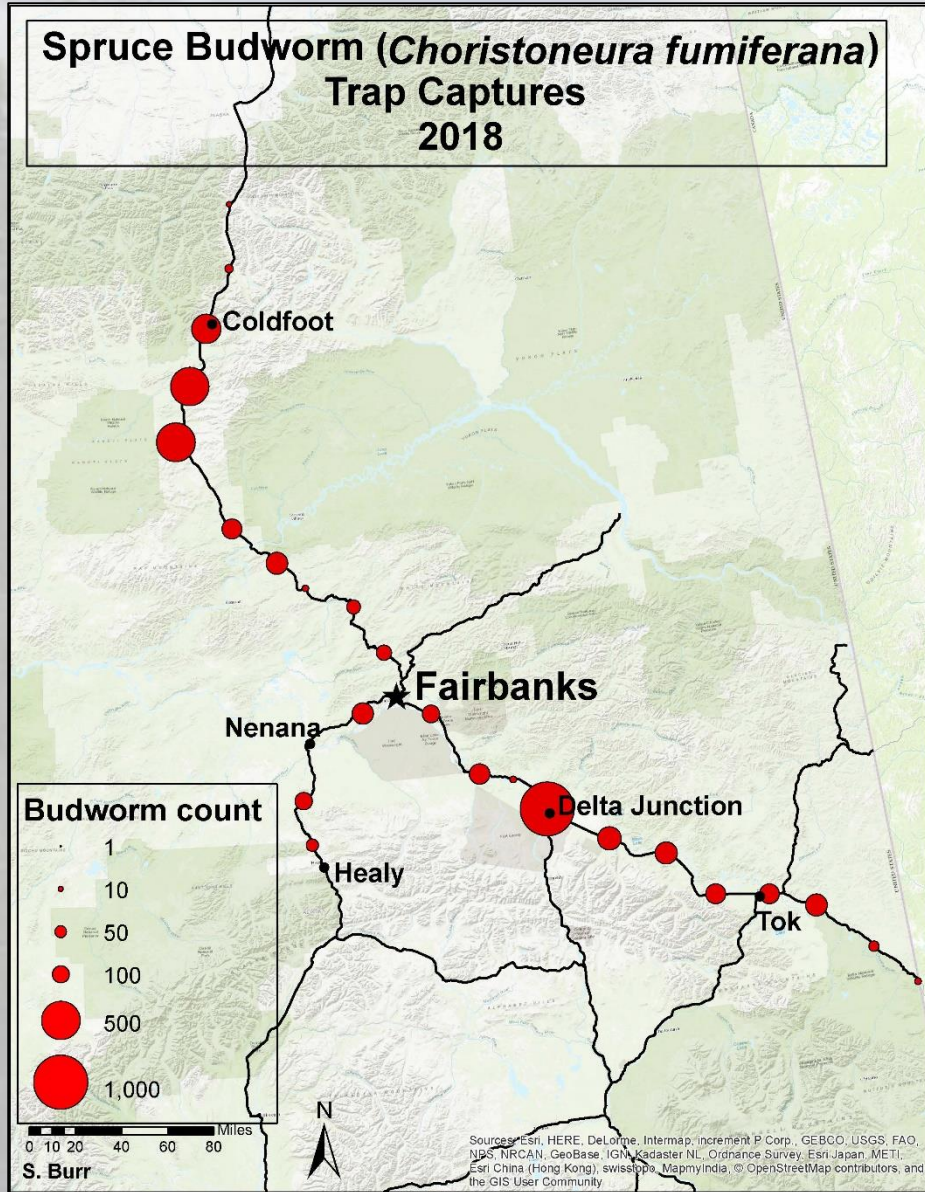 Spruce Budworm (Choristoneura fumiferana)
Trap Captures
2018
Coldfoot
Fairbanks
Nenana
Delta Junction
Healy
Tok
Budworm count
1
10
50
100
500
1,000
Miles
0 10 20 40 60 80
N
S. Burr
Sources: Esri, HERE, DeLorme, Intermap, increment P Corp., GEBCO, USGS, FAO,
NPS, NRCAN, GeoBase, IGN, Kadaster NL, Ordnance Survey, Esri Japan, METI,
Esri China (Hong Kong), swisstopo, MapmyIndia, © OpenStreetMap contributors, and
the GIS User Community